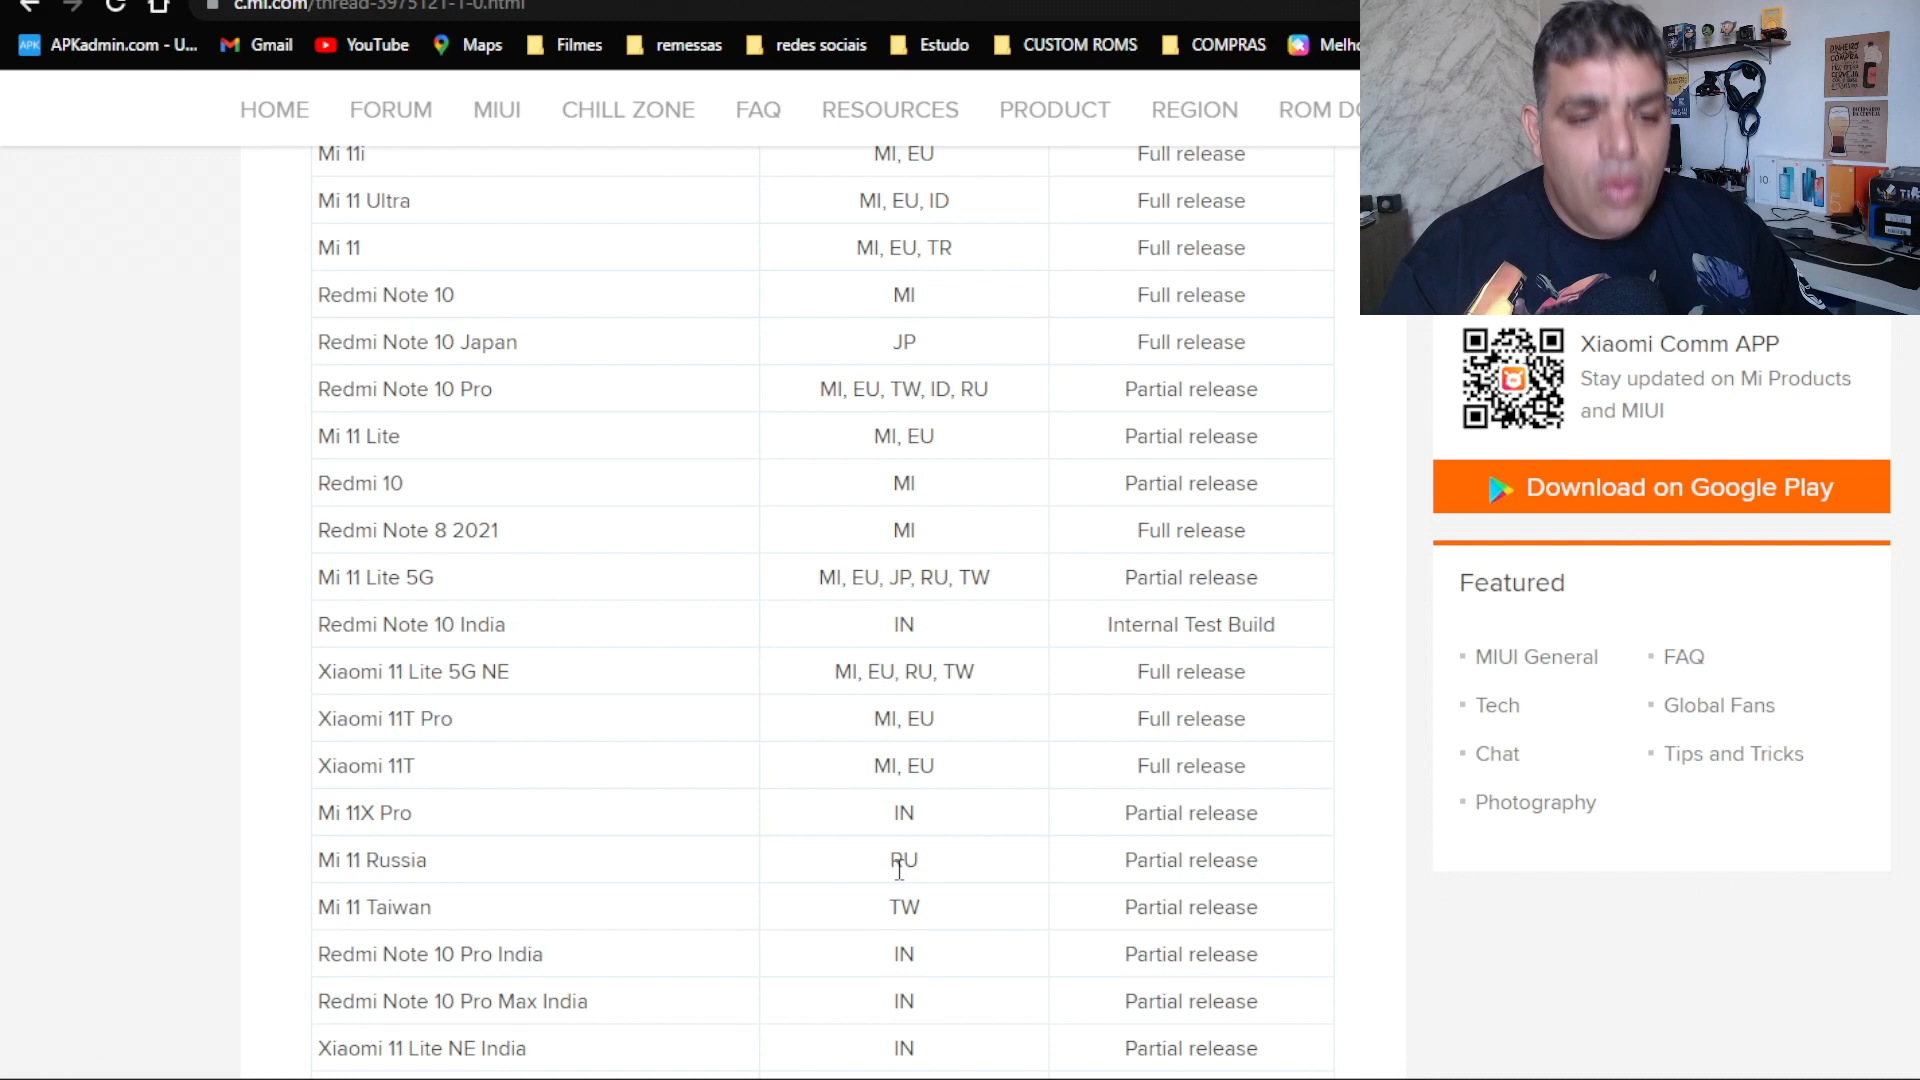 c.mi.com/thread-3975121-1-0.html
APKadmin.com - U... Gmail YouTube Maps Filmes remessas redes sociais Estudo CUSTOM ROMS COMPRAS Melho
HOME FORUM MIUI CHILL ZONE FAQ RESOURCES PRODUCT REGION ROM DO
Mi 11i MI, EU Full release
Mi 11 Ultra MI, EU, ID Full release
Mi 11 MI, EU, TR Full release
Redmi Note 10 MI Full release
Redmi Note 10 Japan JP Full release
Redmi Note 10 Pro MI, EU, TW, ID, RU Partial release
Mi 11 Lite MI, EU Partial release
Redmi 10 MI Partial release
Redmi Note 8 2021 MI Full release
Mi 11 Lite 5G MI, EU, JP, RU, TW Partial release
Redmi Note 10 India IN Internal Test Build
Xiaomi 11 Lite 5G NE MI, EU, RU, TW Full release
Xiaomi 11T Pro MI, EU Full release
Xiaomi 11T MI, EU Full release
Mi 11X Pro IN Partial release
Mi 11 Russia RU Partial release
Mi 11 Taiwan TW Partial release
Redmi Note 10 Pro India IN Partial release
Redmi Note 10 Pro Max India IN Partial release
Xiaomi 11 Lite NE India IN Partial release
DINHEIRO
COMPRA
CERVEJA
Xiaomi Comm APP
Stay updated on Mi Products
and MIUI
Download on Google Play
Featured
MIUI General FAQ
Tech Global Fans
Chat Tips and Tricks
Photography